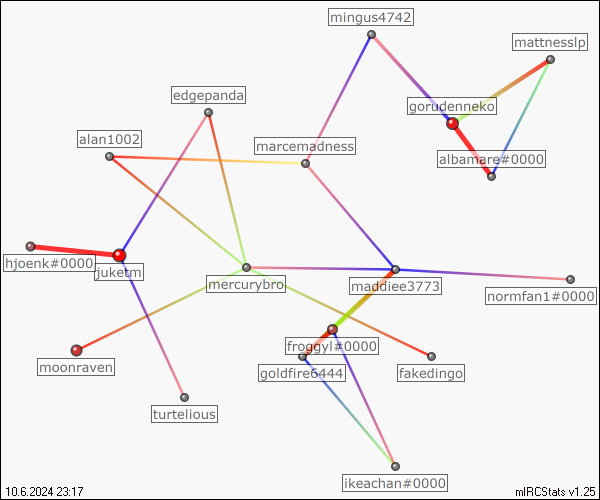 mingus4742
mattnesslp
edgepanda
gorudenneko
alan1002
marcemadness
albamare#0000
hjoenk#0000
juketm
mercurybro
maddiee3773
normfan1#0000
froggyl#0000
moonraven
goldfire6444
fakedingo
turtelious
ikeachan#0000
10.6.2024 23:17
mIRCStats v1.25